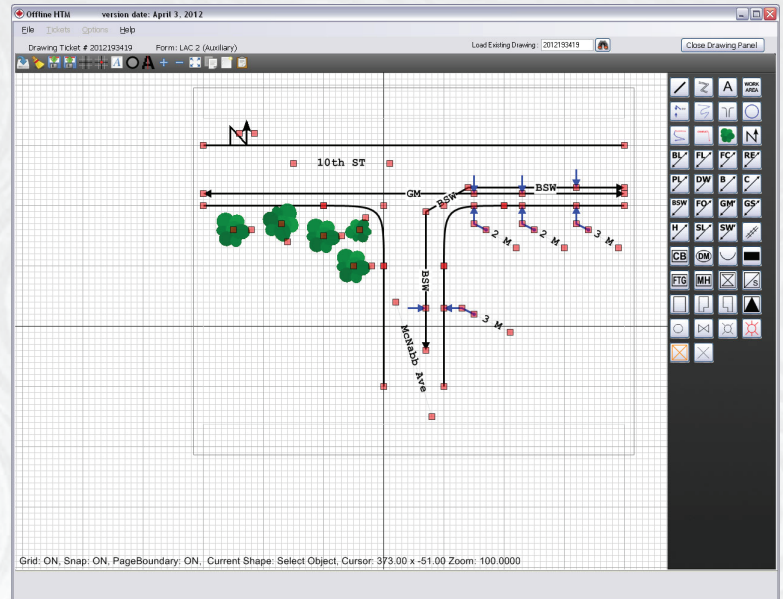 Offline HTM version date: April 3, 2012
File Tickets Options Help
Drawing Ticket # 2012193419 Form: LAC 2 (Auxiliary) Load Existing Drawing: 2012193419 Close Drawing Panel
A A
A WORK AREA
N
10th ST
BL FL FC RE
PL DW B C
GM BSW BSW
BSW FO GM GS
H SL SW
2 M 2 M 3 M
CB DM
BSW
FTG MH S
3 M
McNabb Ave
Grid: ON, Snap: ON, PageBoundary: ON, Current Shape: Select Object, Cursor: 373.00 x -51.00 Zoom: 100.0000